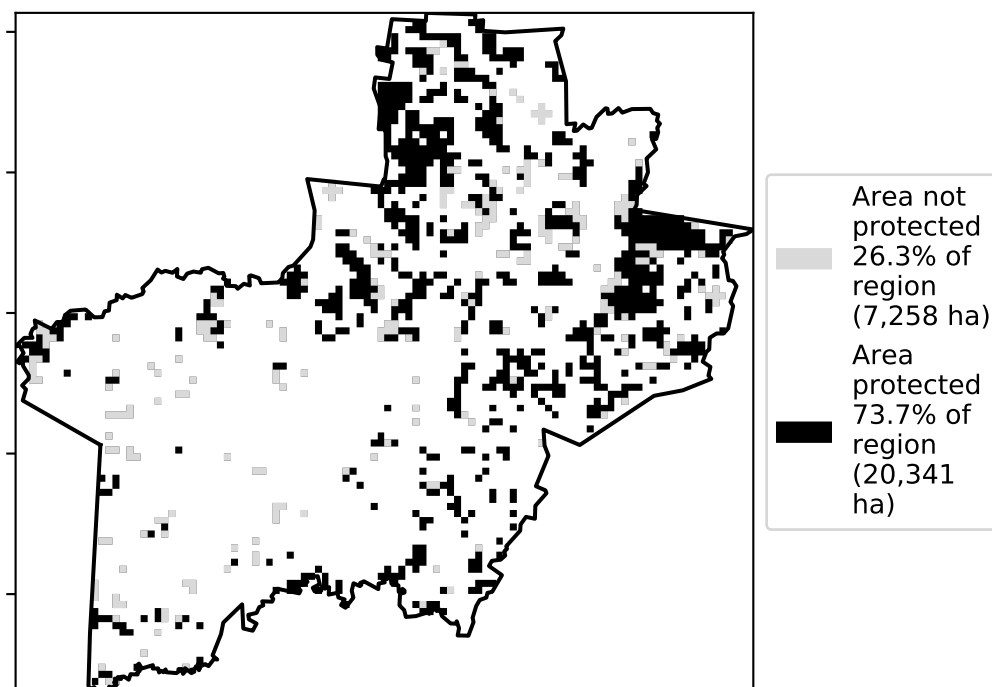 Area not
protected
26.3% of
region
(7,258 ha)
Area
protected
73.7% of
region
(20,341
ha)